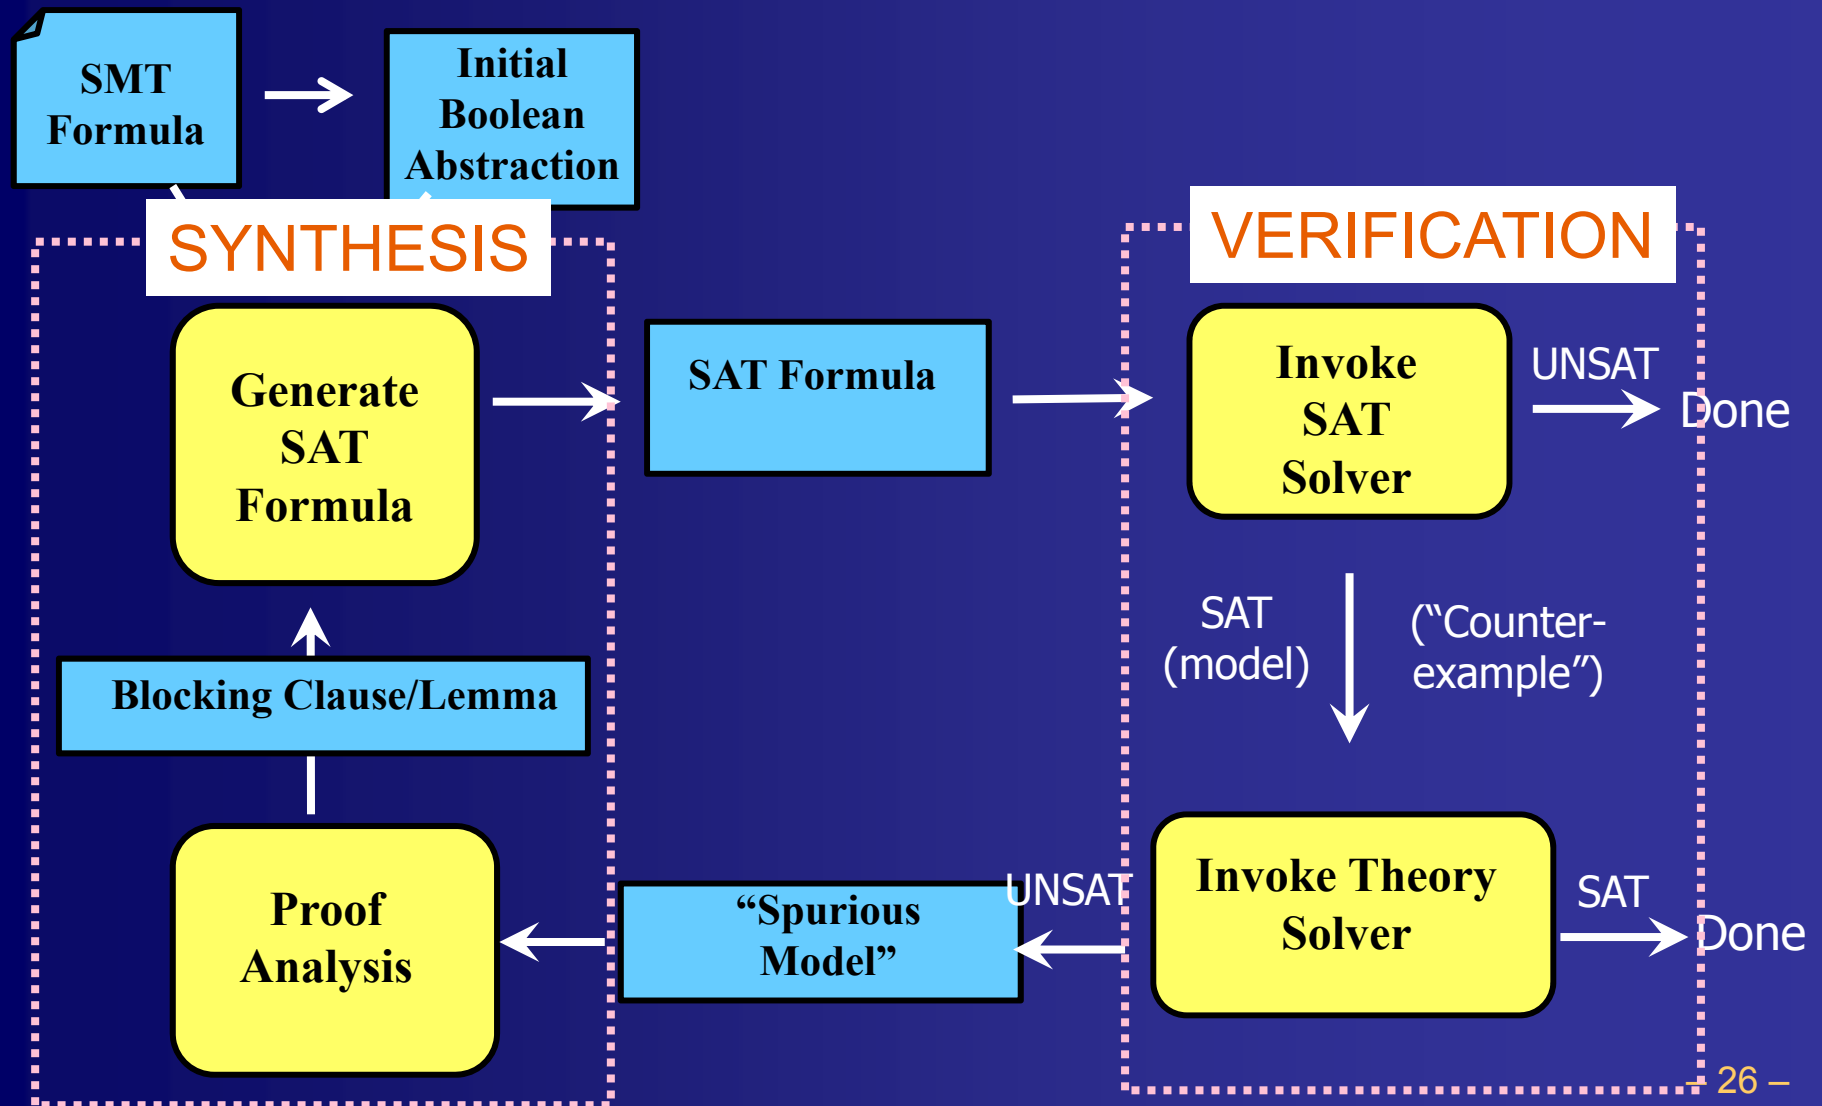 SMT
Formula
Initial
Boolean
Abstraction
SYNTHESIS
VERIFICATION
Generate
SAT
Formula
SAT Formula
Invoke
SAT
Solver
UNSAT
Done
SAT
(model)
(“Counter-
example”)
Blocking Clause/Lemma
Proof
Analysis
“Spurious
Model”
UNSAT
Invoke Theory
Solver
SAT
Done
– 26 –